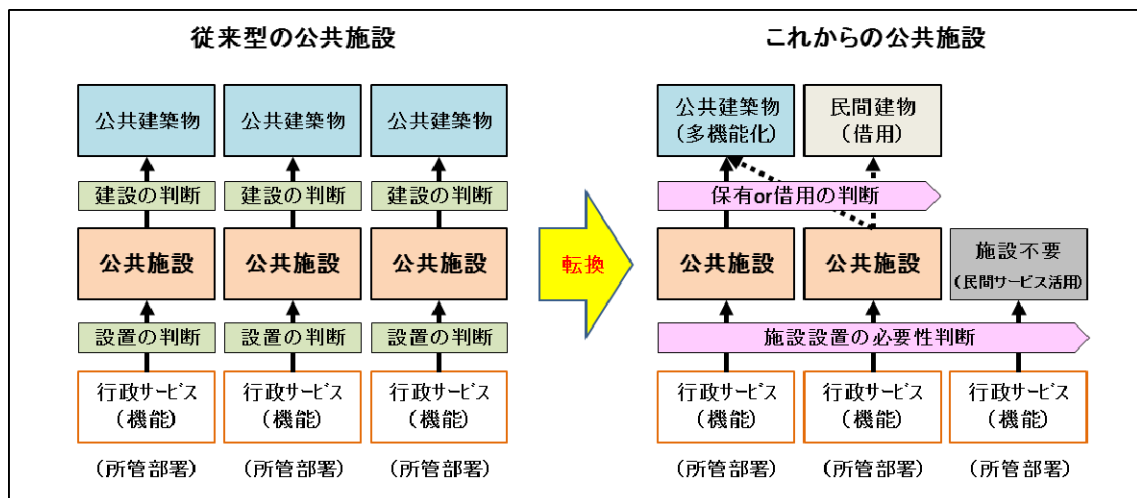 従来型の公共施設
これからの公共施設
公共建築物
公共建築物
公共建築物
建設の判断
建設の判断
建設の判断
公共施設
公共施設
公共施設
設置の判断
設置の判断
設置の判断
行政サービス
(機能)
行政サービス
(機能)
行政サービス
(機能)
(所管部署)
(所管部署)
(所管部署)
転換
公共建築物
(多機能化)
民間建物
(借用)
保有or借用の判断
公共施設
公共施設
施設不要
(民間サービス活用)
施設設置の必要性判断
行政サービス
(機能)
行政サービス
(機能)
行政サービス
(機能)
(所管部署)
(所管部署)
(所管部署)